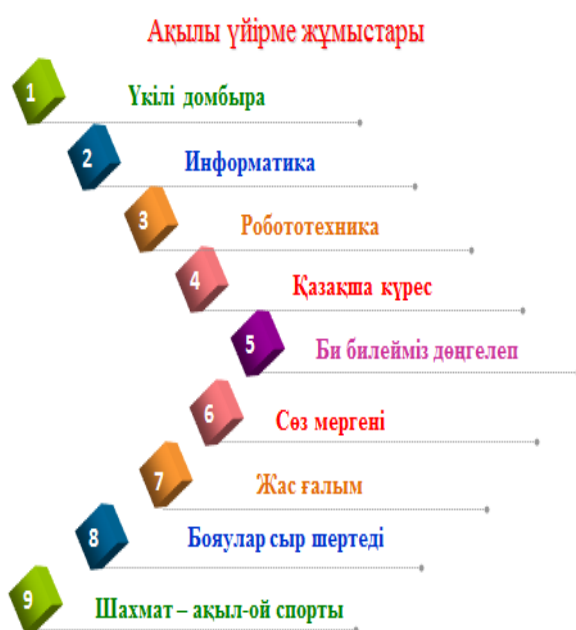 Ақылы үйірме жұмыстары
1 Үкілі домбыра
2 Информатика
3 Робототехника
4 Қазақша күрес
5 Би билейміз дөңгелеп
6 Сөз мергені
7 Жас ғалым
8 Бояулар сыр шертеді
9 Шахмат – ақыл-ой спорты